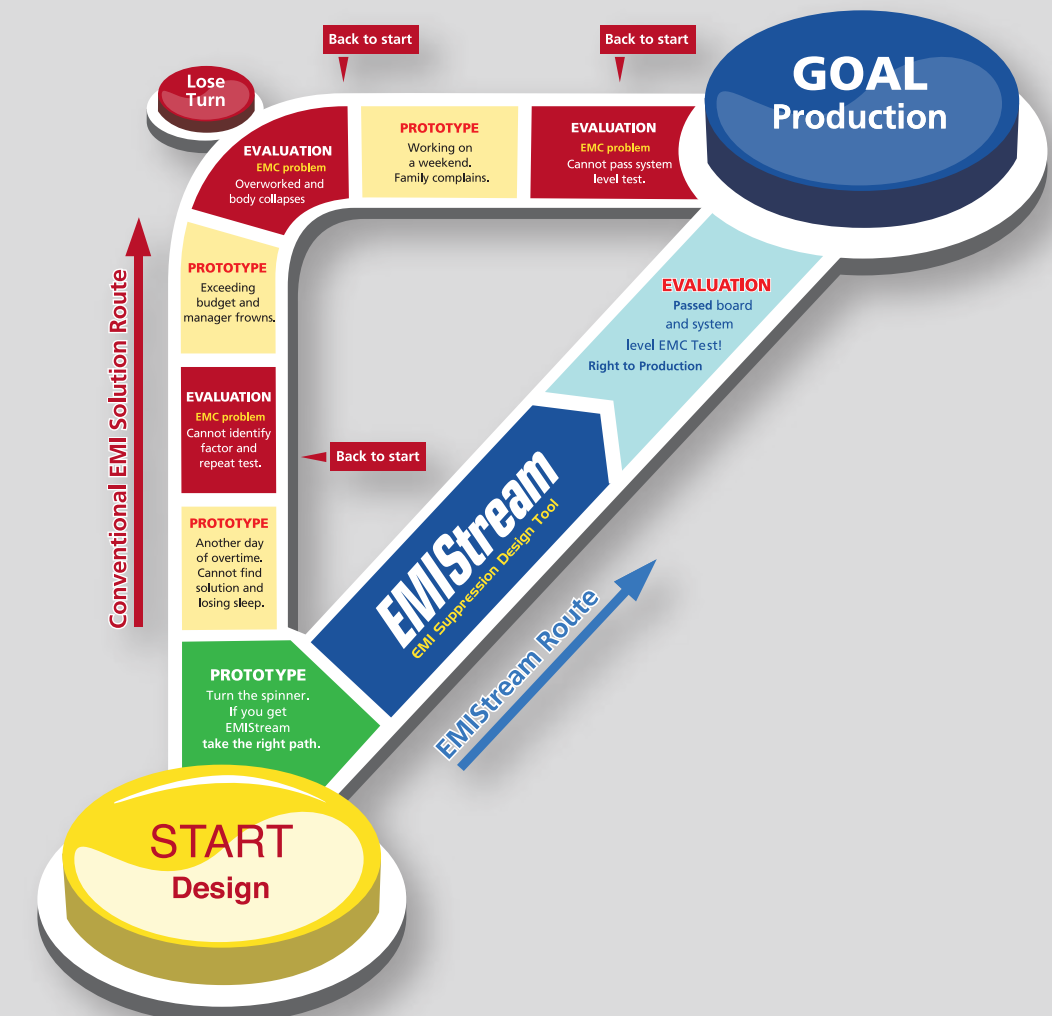 Back to start
Back to start
Lose
Turn
GOAL
Production
EVALUATION
EMC problem
Overworked and
body collapses
PROTOTYPE
Working on
a weekend.
Family complains.
EVALUATION
EMC problem
Cannot pass system
level test.
PROTOTYPE
Exceeding
budget and
manager frowns.
EVALUATION
Passed board
and system
level EMC Test!
Right to Production
Conventional EMI Solution Route
EVALUATION
EMC problem
Cannot identify
factor and
repeat test.
Back to start
EMIStream
EMI Suppression Design Tool
PROTOTYPE
Another day
of overtime.
Cannot find
solution and
losing sleep.
EMIStream Route
PROTOTYPE
Turn the spinner.
If you get
EMIStream
take the right path.
START
Design